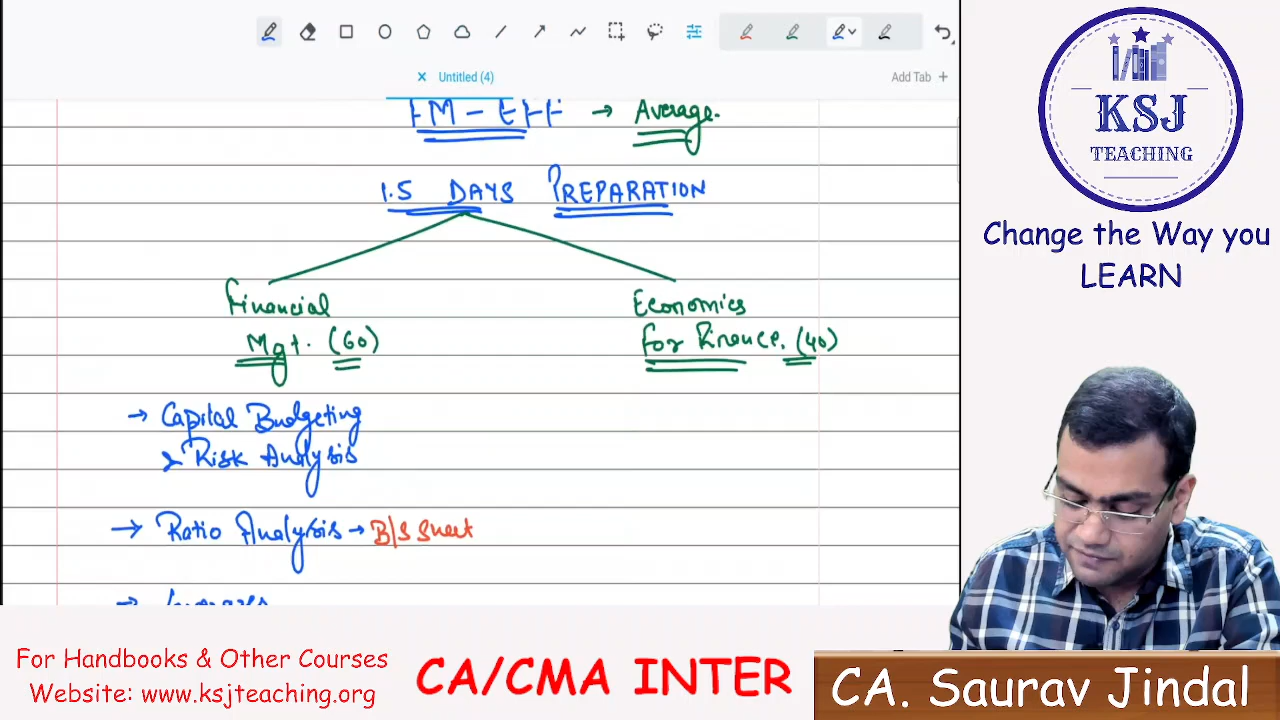 Untitled (4)
Add Tab +
FM - EFF → Average.
1.5 DAYS PREPARATION
Financial
Mgt. (60)
Economics
for Finance. (40)
→ Capital Budgeting
& Risk Analysis
→ Ratio Analysis → B/S Sheet
KSJ
TEACHING
Change the Way you
LEARN
For Handbooks & Other Courses
Website: www.ksjteaching.org
CA/CMA INTER
CA. Saurav Jindal